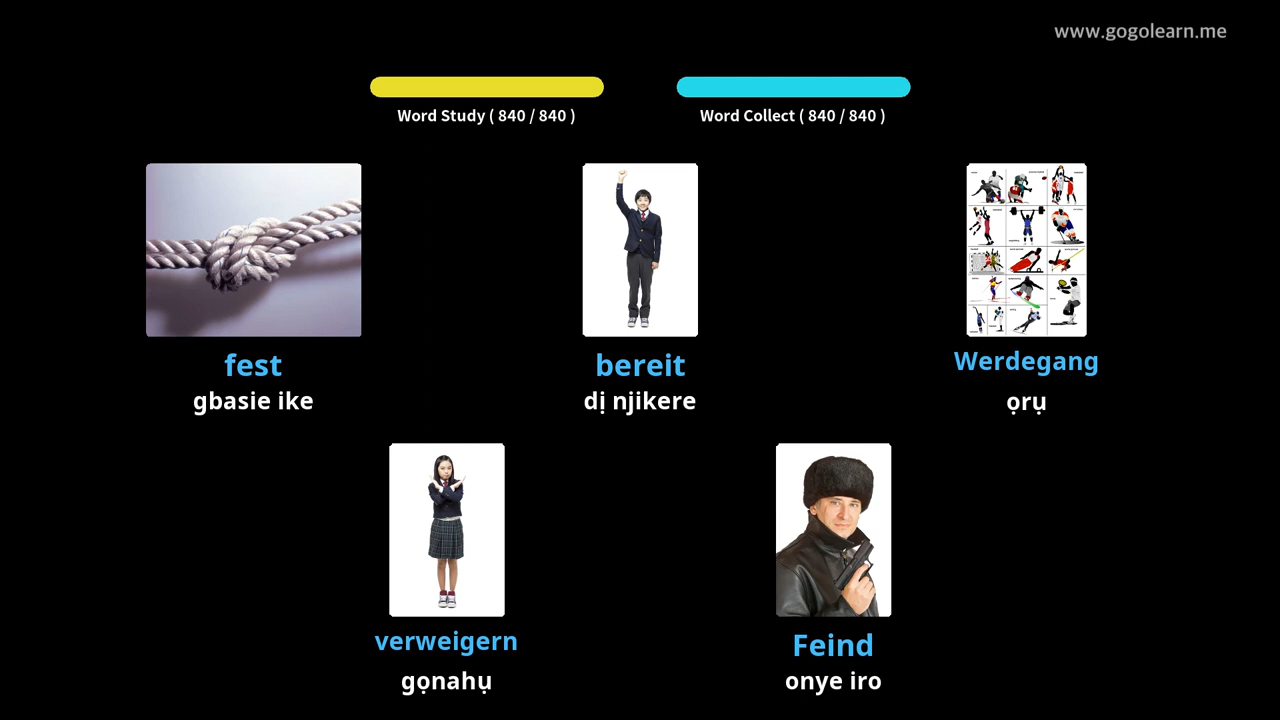 www.gogolearn.me
Word Study ( 840 / 840 )
Word Collect ( 840 / 840 )
fest
gbasie ike
bereit
dị njikere
Werdegang
ọrụ
verweigern
gọnahụ
Feind
onye iro